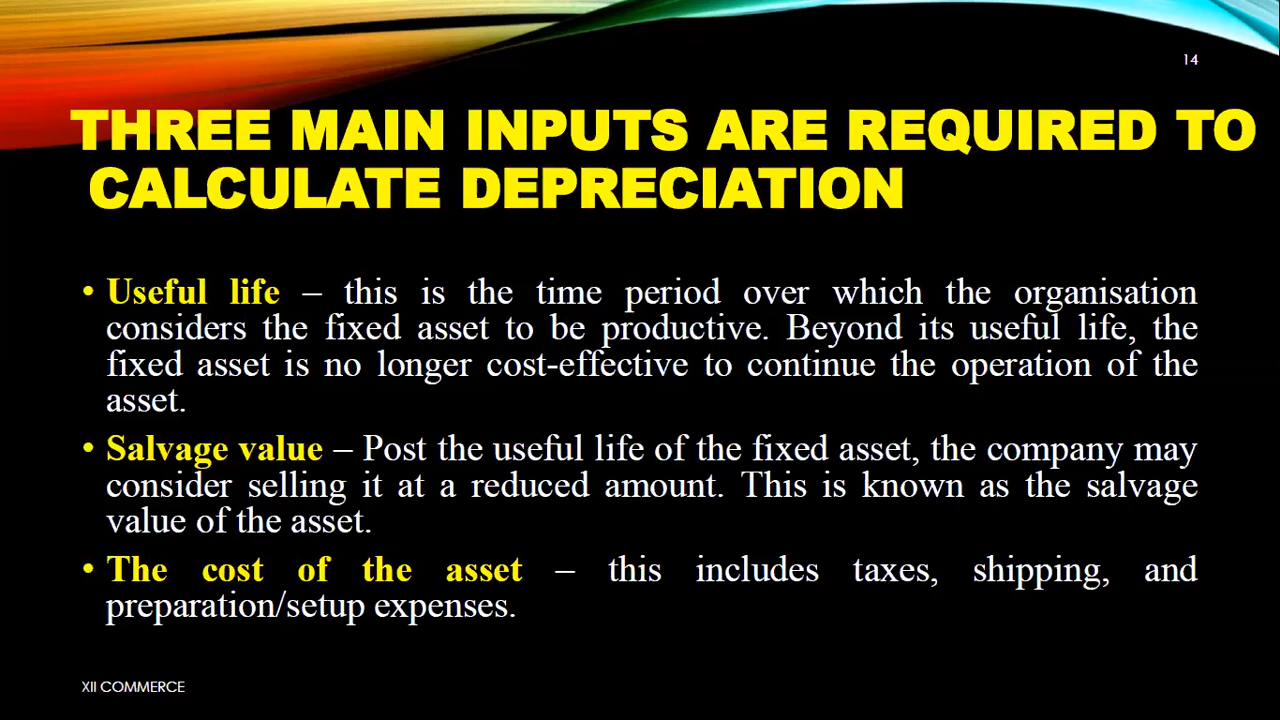 14
THREE MAIN INPUTS ARE REQUIRED TO
CALCULATE DEPRECIATION
• Useful life – this is the time period over which the organisation
considers the fixed asset to be productive. Beyond its useful life, the
fixed asset is no longer cost-effective to continue the operation of the
asset.
• Salvage value – Post the useful life of the fixed asset, the company may
consider selling it at a reduced amount. This is known as the salvage
value of the asset.
• The cost of the asset – this includes taxes, shipping, and
preparation/setup expenses.
XII COMMERCE